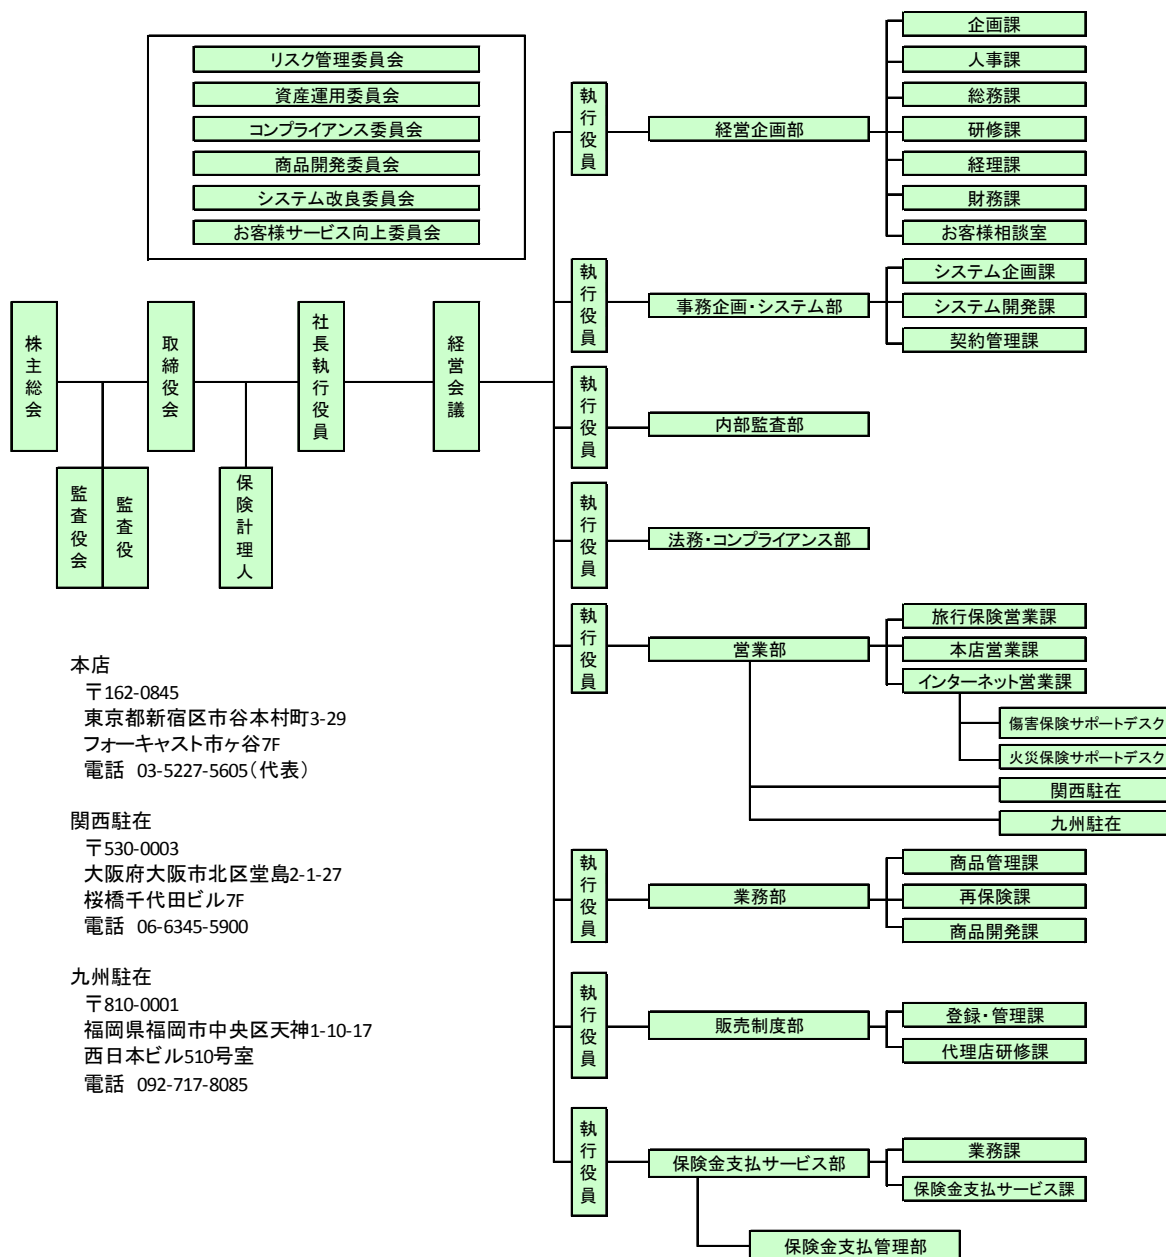 リスク管理委員会
資産運用委員会
コンプライアンス委員会
商品開発委員会
システム改良委員会
お客様サービス向上委員会
株主総会
取締役会
社長執行役員
経営会議
監査役会
監査役
保険計理人
執行役員
経営企画部
企画課
人事課
総務課
研修課
経理課
財務課
お客様相談室
執行役員
事務企画・システム部
システム企画課
システム開発課
契約管理課
執行役員
内部監査部
執行役員
法務・コンプライアンス部
執行役員
営業部
旅行保険営業課
本店営業課
インターネット営業課
傷害保険サポートデスク
火災保険サポートデスク
関西駐在
九州駐在
執行役員
業務部
商品管理課
再保険課
商品開発課
執行役員
販売制度部
登録・管理課
代理店研修課
執行役員
保険金支払サービス部
業務課
保険金支払サービス課
保険金支払管理部
本店
〒162-0845
東京都新宿区市谷本村町3-29
フォーキャスト市ヶ谷7F
電話 03-5227-5605(代表)
関西駐在
〒530-0003
大阪府大阪市北区堂島2-1-27
桜橋千代田ビル7F
電話 06-6345-5900
九州駐在
〒810-0001
福岡県福岡市中央区天神1-10-17
西日本ビル510号室
電話 092-717-8085